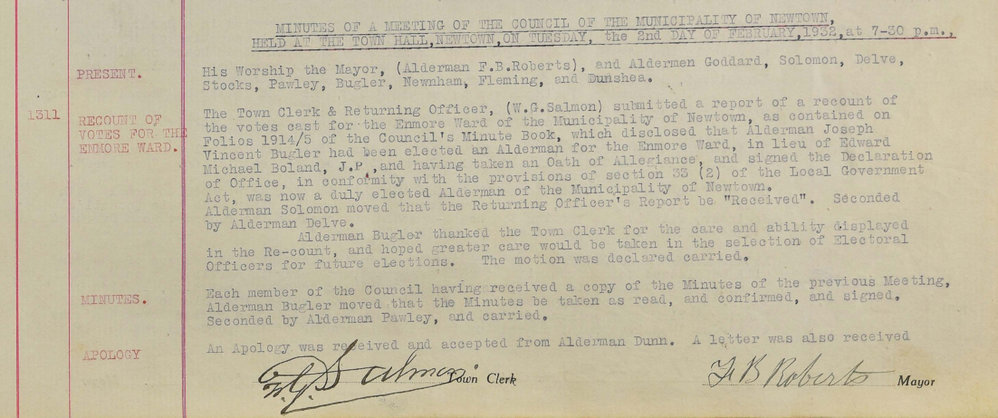 MINUTES OF A MEETING OF THE COUNCIL OF THE MUNICIPALITY OF NEWTOWN,
HELD AT THE TOWN HALL, NEWTOWN, ON TUESDAY, the 2nd DAY OF FEBRUARY, 1932, at 7-30 p.m.,
PRESENT.
His Worship the Mayor, (Alderman F.B.Roberts), and Aldermen Goddard, Solomon, Delve,
Stocks, Pawley, Bugler, Newnham, Fleming, and Dunshea.
1311
RECOUNT OF
VOTES FOR THE
ENMORE WARD.
The Town Clerk & Returning Officer, (W.G.Salmon) submitted a report of a recount of
the votes cast for the Enmore Ward of the Municipality of Newtown, as contained on
Folios 1914/5 of the Council's Minute Book, which disclosed that Alderman Joseph
Vincent Bugler had been elected an Alderman for the Enmore Ward, in lieu of Edward
Michael Boland, J.P., and having taken an Oath of Allegiance, and signed the Declaration
of Office, in conformity with the provisions of section 33 (2) of the Local Government
Act, was now a duly elected Alderman of the Municipality of Newtown.
Alderman Solomon moved that the Returning Officer's Report be "Received". Seconded
by Alderman Delve.
Alderman Bugler thanked the Town Clerk for the care and ability displayed
in the Re-count, and hoped greater care would be taken in the selection of Electoral
Officers for future elections. The motion was declared carried.
MINUTES.
Each member of the Council having received a copy of the Minutes of the previous Meeting,
Alderman Bugler moved that the Minutes be taken as read, and confirmed, and signed.
Seconded by Alderman Pawley, and carried.
APOLOGY
An Apology was received and accepted from Alderman Dunn. A letter was also received
W.G. Salmon Town Clerk
F B Roberts Mayor